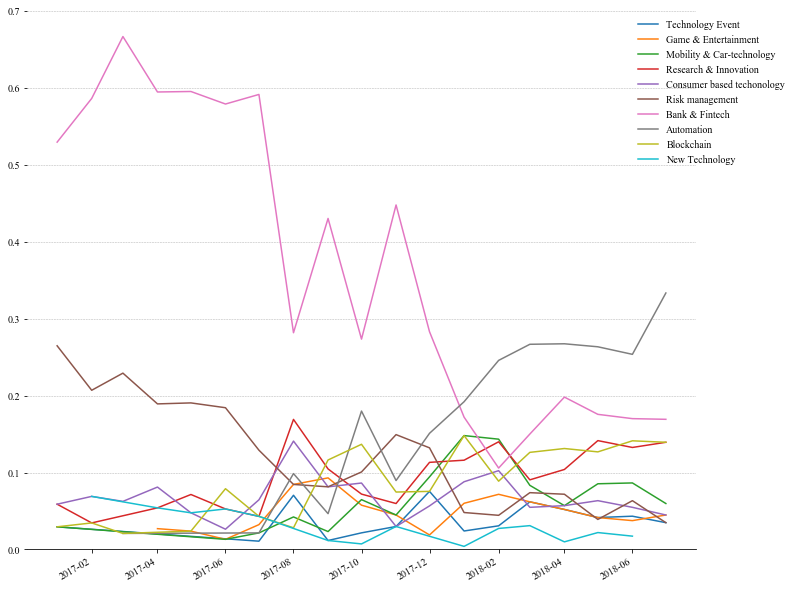 0.7
0.6
0.5
0.4
0.3
0.2
0.1
0.0
2017-02
2017-04
2017-06
2017-08
2017-10
2017-12
2018-02
2018-04
2018-06
Technology Event
Game & Entertainment
Mobility & Car-technology
Research & Innovation
Consumer based techonology
Risk management
Bank & Fintech
Automation
Blockchain
New Technology